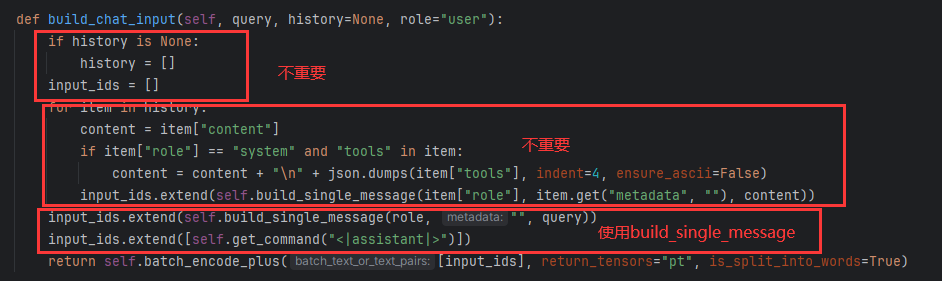 def build_chat_input(self, query, history=None, role="user"):
if history is None:
history = []
不重要
input_ids = []
for item in history:
content = item["content"]
if item["role"] == "system" and "tools" in item:
不重要
content = content + "\n" + json.dumps(item["tools"], indent=4, ensure_ascii=False)
input_ids.extend(self.build_single_message(item["role"], item.get("metadata", ""), content))
input_ids.extend(self.build_single_message(role, metadata: "", query))
input_ids.extend([self.get_command("<|assistant|>")])
使用build_single_message
return self.batch_encode_plus( batch_text_or_text_pairs: [input_ids], return_tensors="pt", is_split_into_words=True)